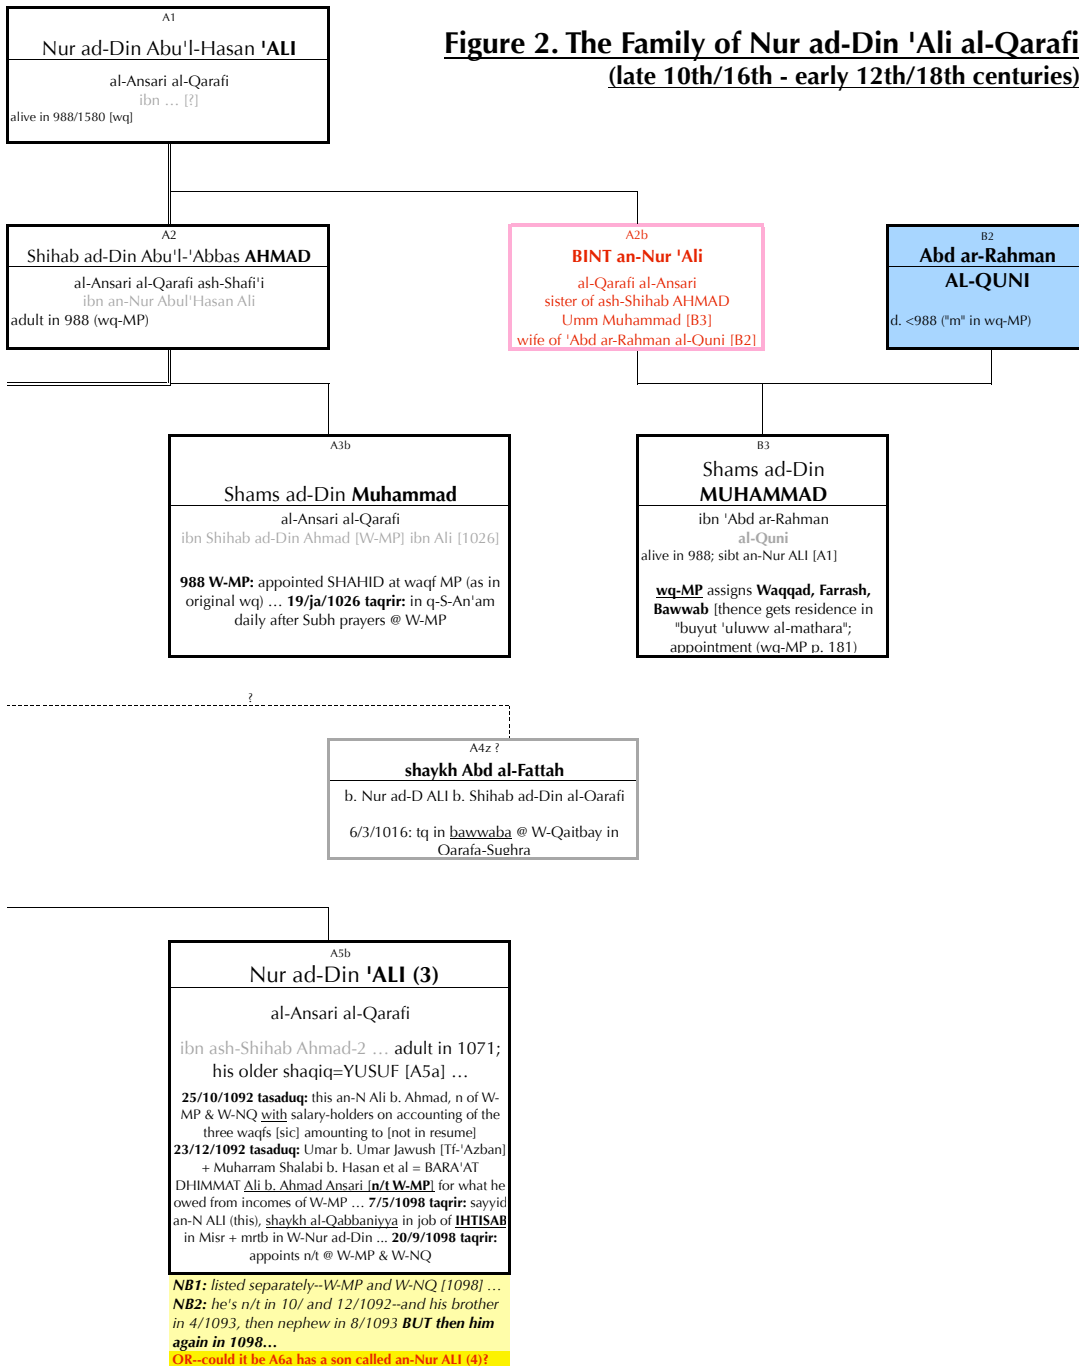 Figure 2. The Family of Nur ad-Din 'Ali al-Qarafi
(late 10th/16th - early 12th/18th centuries)
A1
Nur ad-Din Abu'l-Hasan 'ALI
al-Ansari al-Qarafi
ibn … [?]
alive in 988/1580 [wq]
A2
Shihab ad-Din Abu'l-'Abbas AHMAD
al-Ansari al-Qarafi ash-Shafi'i
ibn an-Nur Abul'Hasan Ali
adult in 988 (wq-MP)
A2b
BINT an-Nur 'Ali
al-Qarafi al-Ansari
sister of ash-Shihab AHMAD
Umm Muhammad [B3]
wife of 'Abd ar-Rahman al-Quni [B2]
B2
Abd ar-Rahman
AL-QUNI
d. <988 ("m" in wq-MP)
A3b
Shams ad-Din Muhammad
al-Ansari al-Qarafi
ibn Shihab ad-Din Ahmad [W-MP] ibn Ali [1026]
988 W-MP: appointed SHAHID at waqf MP (as in
original wq) … 19/ja/1026 taqrir: in q-S-An'am
daily after Subh prayers @ W-MP
B3
Shams ad-Din
MUHAMMAD
ibn 'Abd ar-Rahman
al-Quni
alive in 988; sibt an-Nur ALI [A1]
wq-MP assigns Waqqad, Farrash,
Bawwab [thence gets residence in
"buyut 'uluww al-mathara";
appointment (wq-MP p. 181)
?
A4z ?
shaykh Abd al-Fattah
b. Nur ad-D ALI b. Shihab ad-Din al-Qarafi
6/3/1016: tq in bawwaba @ W-Qaitbay in
Qarafa-Sughra
A5b
Nur ad-Din 'ALI (3)
al-Ansari al-Qarafi
ibn ash-Shihab Ahmad-2 … adult in 1071;
his older shaqiq=YUSUF [A5a] …
25/10/1092 tasaduq: this an-N Ali b. Ahmad, n of W-
MP & W-NQ with salary-holders on accounting of the
three waqfs [sic] amounting to [not in resume]
23/12/1092 tasaduq: Umar b. Umar Jawush [Tf-'Azban]
+ Muharram Shalabi b. Hasan et al = BARA'AT
DHIMMAT Ali b. Ahmad Ansari [n/t W-MP] for what he
owed from incomes of W-MP … 7/5/1098 taqrir: sayyid
an-N ALI (this), shaykh al-Qabbaniyya in job of IHTISAB
in Misr + mrtb in W-Nur ad-Din ... 20/9/1098 taqrir:
appoints n/t @ W-MP & W-NQ
NB1: listed separately--W-MP and W-NQ [1098] …
NB2: he's n/t in 10/ and 12/1092--and his brother
in 4/1093, then nephew in 8/1093 BUT then him
again in 1098…
OR--could it be A6a has a son called an-Nur ALI (4)?